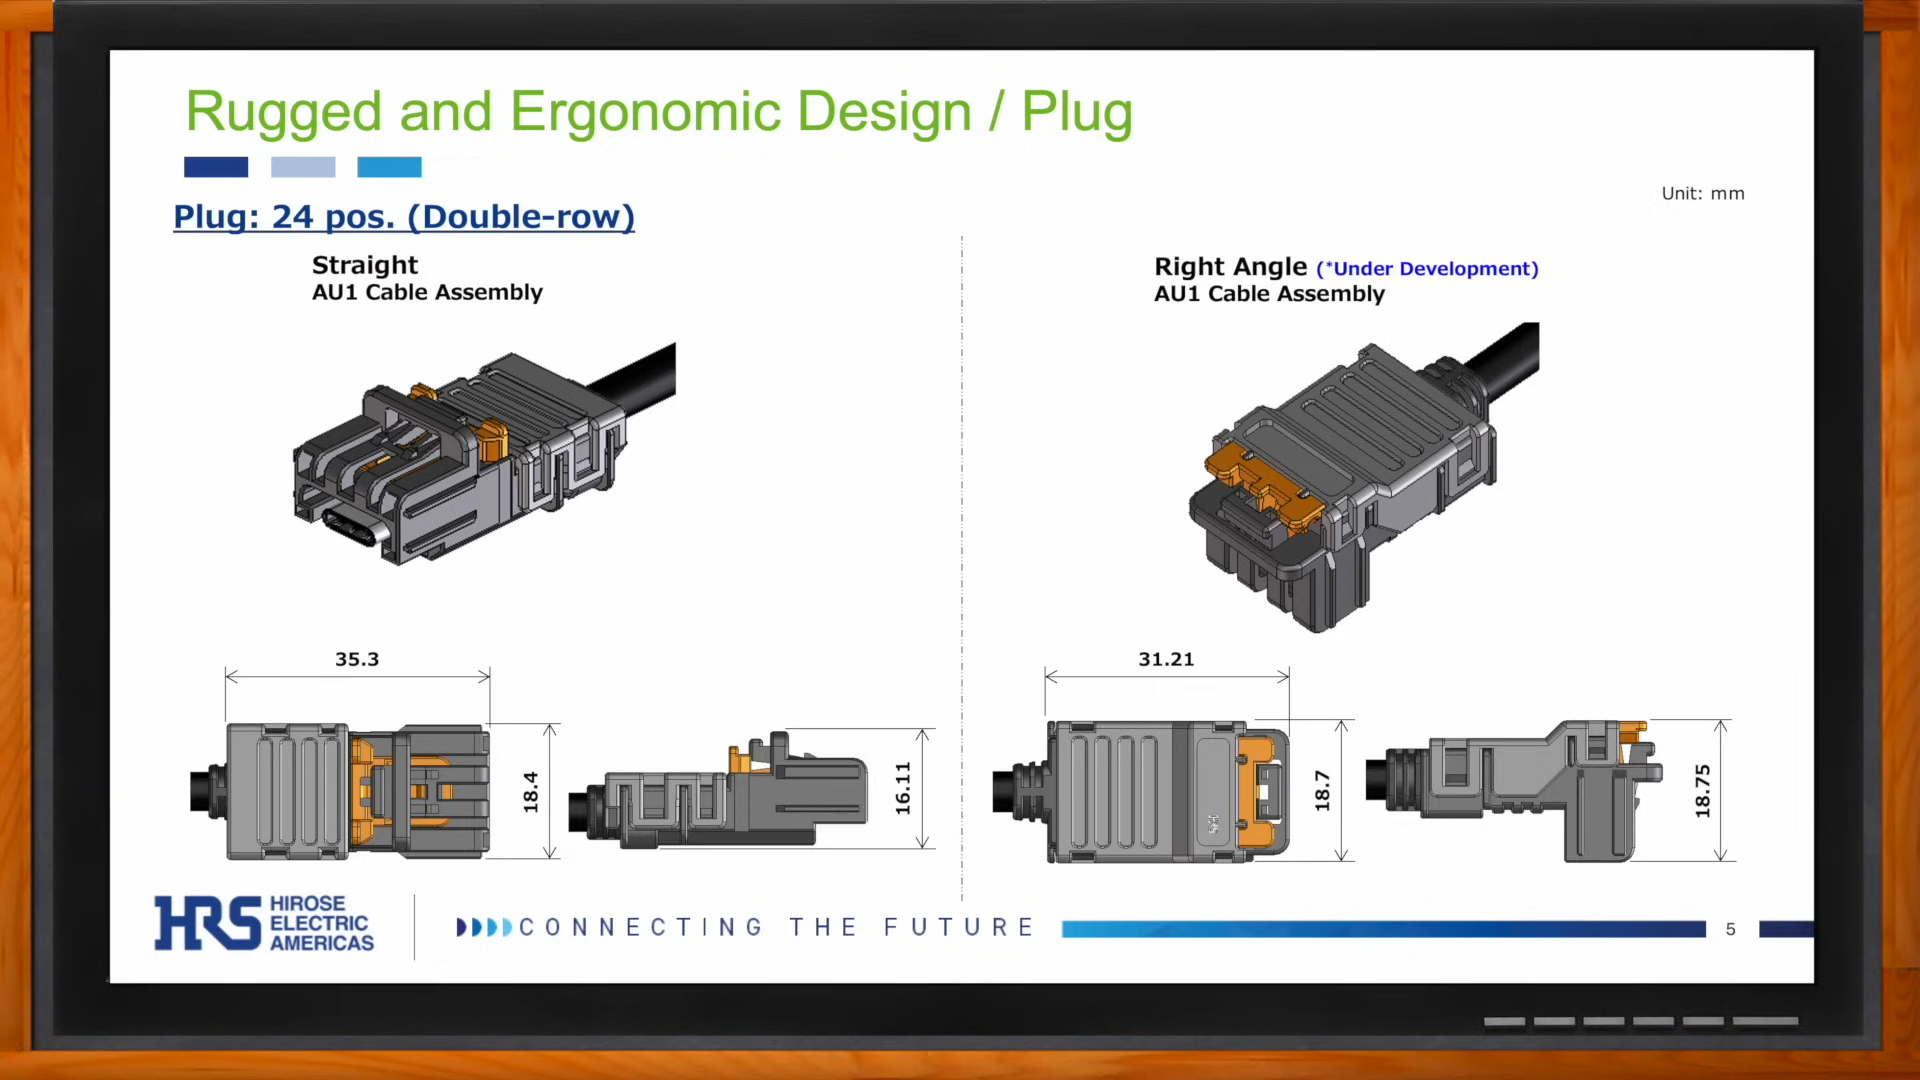 Rugged and Ergonomic Design / Plug
Unit: mm
Plug: 24 pos. (Double-row)
Straight
AU1 Cable Assembly
Right Angle (*Under Development)
AU1 Cable Assembly
35.3
18.4
16.11
31.21
18.7
18.75
HRS
HIROSE
ELECTRIC
AMERICAS
CONNECTING THE FUTURE
5